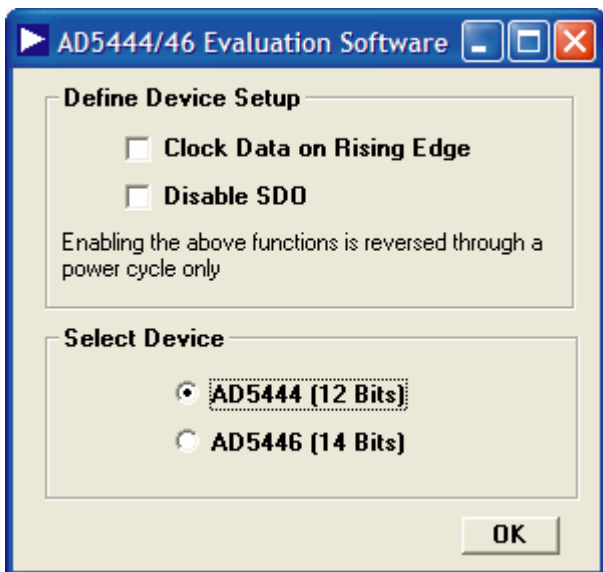 AD5444/46 Evaluation Software
Define Device Setup
Clock Data on Rising Edge
Disable SDO
Enabling the above functions is reversed through a
power cycle only
Select Device
AD5444 (12 Bits)
AD5446 (14 Bits)
OK